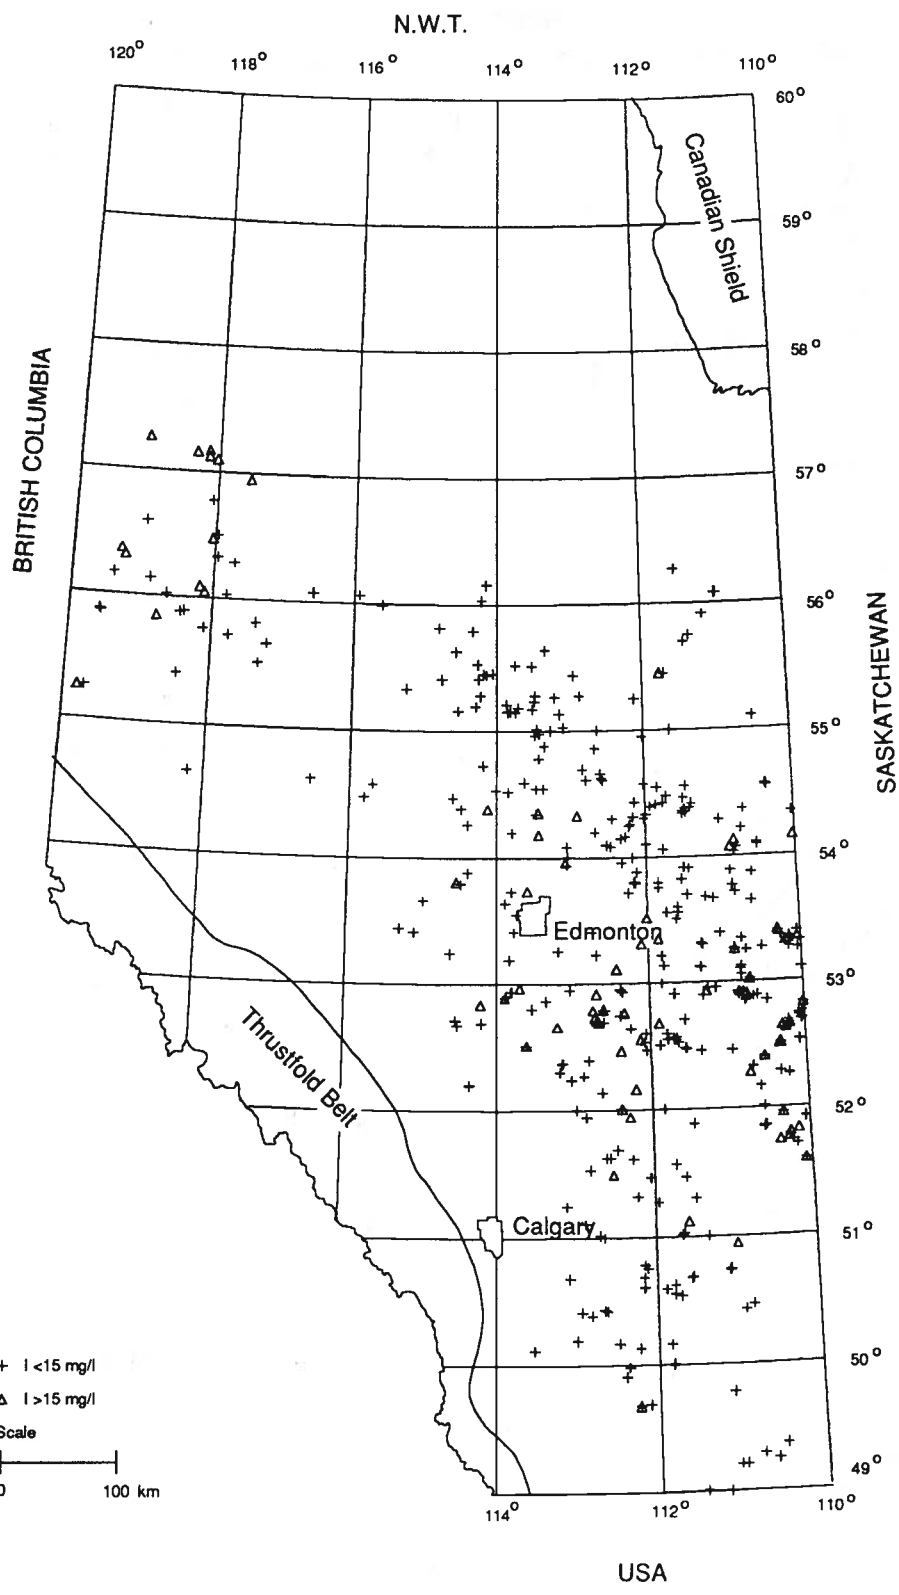 N.W.T.
120° 118° 116° 114° 112° 110°
60°
Canadian Shield
59°
58°
BRITISH COLUMBIA
57°
56°
SASKATCHEWAN
55°
54°
Edmonton
53°
Thrustfold Belt
52°
Calgary
51°
50°
+ I <15 mg/l
△ I >15 mg/l
Scale
0 100 km
49°
114° 112° 110°
USA